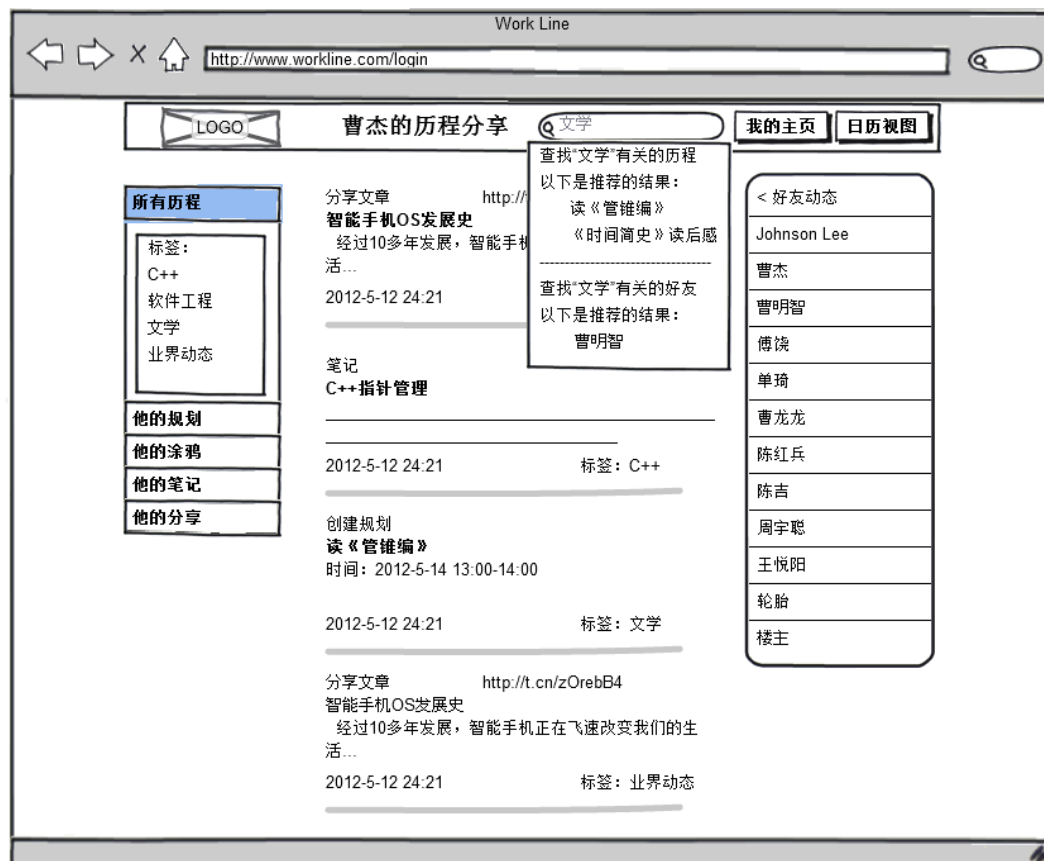 Work Line
http://www.workline.com/login
LOGO
曹杰的历程分享
文学
我的主页
日历视图
查找“文学”有关的历程
以下是推荐的结果：
读《管锥编》
《时间简史》读后感
查找“文学”有关的好友
以下是推荐的结果：
曹明智
所有历程
标签：
C++
软件工程
文学
业界动态
他的规划
他的涂鸦
他的笔记
他的分享
分享文章 http://
智能手机OS发展史
经过10多年发展，智能手机
活...
2012-5-12 24:21
笔记
C++指针管理
2012-5-12 24:21 标签：C++
创建规划
读《管锥编》
时间：2012-5-14 13:00-14:00
2012-5-12 24:21 标签：文学
分享文章 http://t.cn/zOrebB4
智能手机OS发展史
经过10多年发展，智能手机正在飞速改变我们的生
活...
2012-5-12 24:21 标签：业界动态
< 好友动态
Johnson Lee
曹杰
曹明智
傅饶
单琦
曹龙龙
陈红兵
陈吉
周宇聪
王悦阳
轮胎
楼主